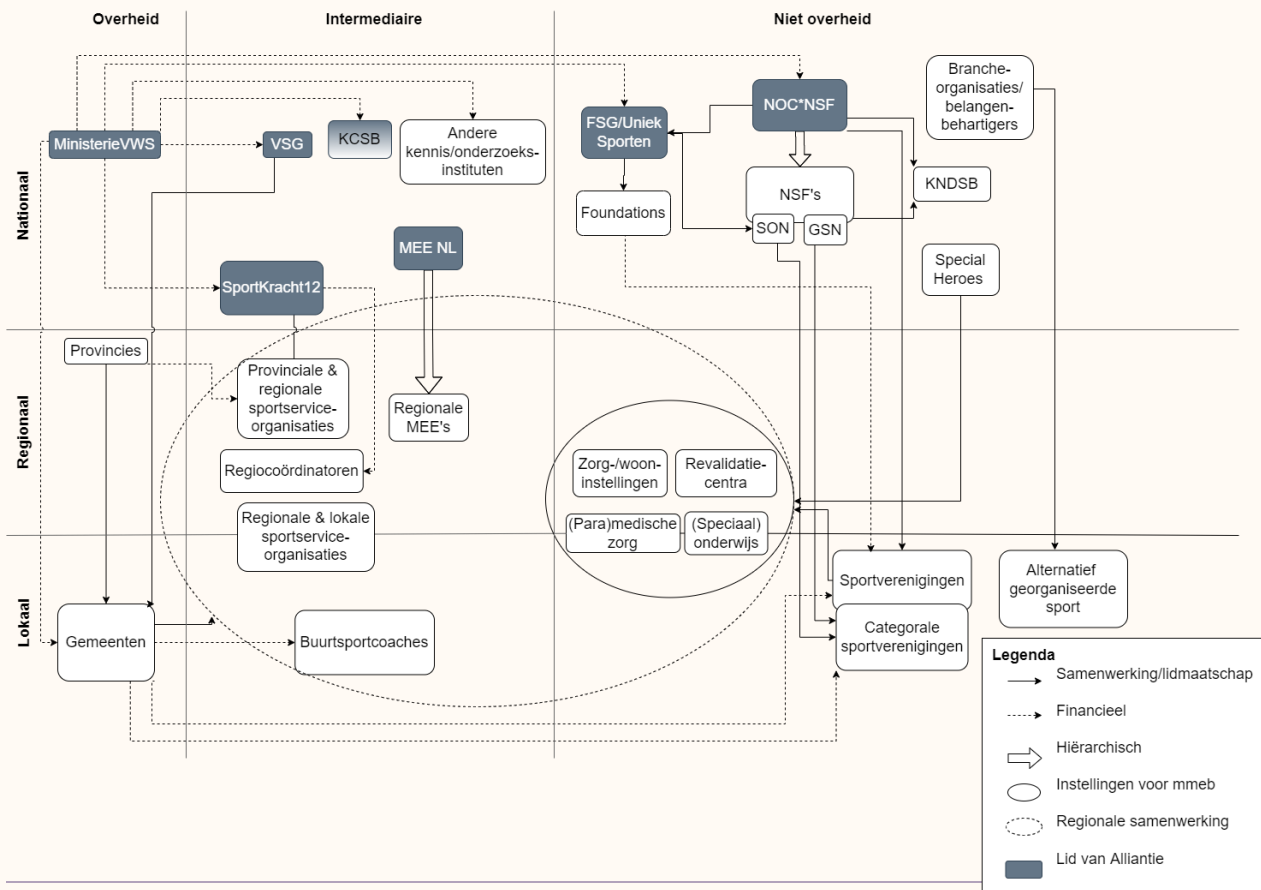 Overheid
Intermediaire
Niet overheid
Nationaal
Regionaal
Lokaal
MinisterieVWS
VSG
KCSB
Andere
kennis/onderzoeks-
instituten
FSG/Uniek
Sporten
NOC*NSF
Branche-
organisaties/
belangen-
behartigers
Foundations
NSF's
SON
GSN
KNDSB
MEE NL
SportKracht12
Special
Heroes
Provincies
Provinciale &
regionale
sportservice-
organisaties
Regionale
MEE's
Regiocoördinatoren
Zorg-/woon-
instellingen
Revalidatie-
centra
Regionale & lokale
sportservice-
organisaties
(Para)medische
zorg
(Speciaal)
onderwijs
Sportverenigingen
Alternatief
georganiseerde
sport
Gemeenten
Buurtsportcoaches
Categorale
sportverenigingen
Legenda
Samenwerking/lidmaatschap
Financieel
Hiërarchisch
Instellingen voor mmeb
Regionale samenwerking
Lid van Alliantie